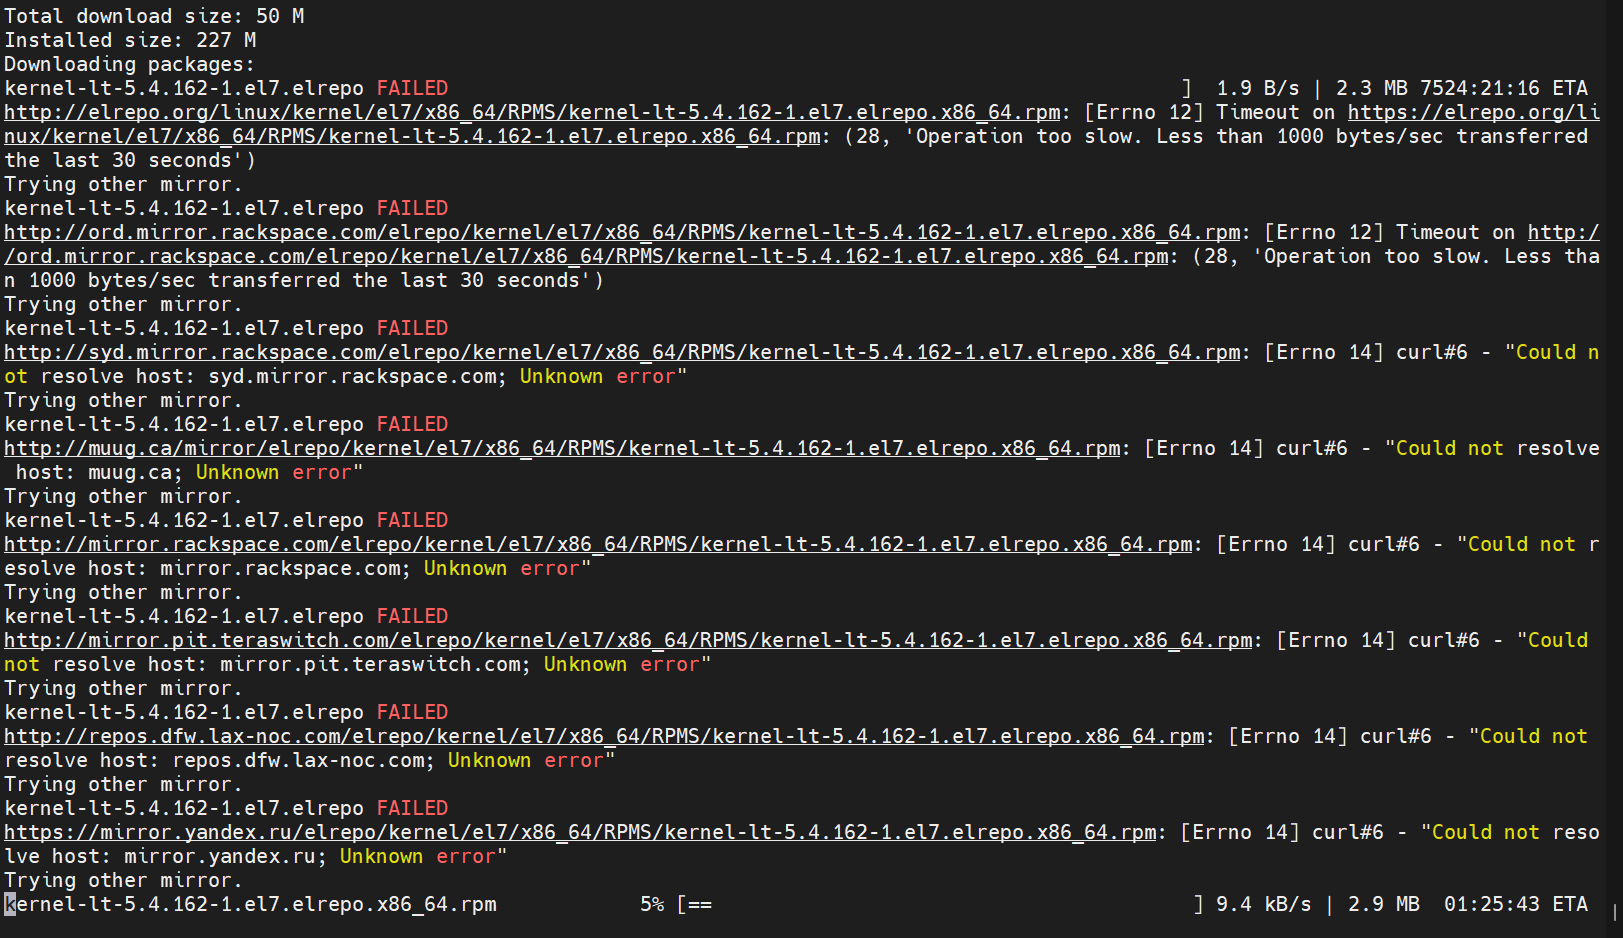 Total download size: 50 M
Installed size: 227 M
Downloading packages:
kernel-lt-5.4.162-1.el7.elrepo FAILED ] 1.9 B/s | 2.3 MB 7524:21:16 ETA
http://elrepo.org/linux/kernel/el7/x86_64/RPMS/kernel-lt-5.4.162-1.el7.elrepo.x86_64.rpm: [Errno 12] Timeout on https://elrepo.org/li
nux/kernel/el7/x86_64/RPMS/kernel-lt-5.4.162-1.el7.elrepo.x86_64.rpm: (28, 'Operation too slow. Less than 1000 bytes/sec transferred
the last 30 seconds')
Trying other mirror.
kernel-lt-5.4.162-1.el7.elrepo FAILED
http://ord.mirror.rackspace.com/elrepo/kernel/el7/x86_64/RPMS/kernel-lt-5.4.162-1.el7.elrepo.x86_64.rpm: [Errno 12] Timeout on http:/
/ord.mirror.rackspace.com/elrepo/kernel/el7/x86_64/RPMS/kernel-lt-5.4.162-1.el7.elrepo.x86_64.rpm: (28, 'Operation too slow. Less tha
n 1000 bytes/sec transferred the last 30 seconds')
Trying other mirror.
kernel-lt-5.4.162-1.el7.elrepo FAILED
http://syd.mirror.rackspace.com/elrepo/kernel/el7/x86_64/RPMS/kernel-lt-5.4.162-1.el7.elrepo.x86_64.rpm: [Errno 14] curl#6 - "Could n
ot resolve host: syd.mirror.rackspace.com; Unknown error"
Trying other mirror.
kernel-lt-5.4.162-1.el7.elrepo FAILED
http://muug.ca/mirror/elrepo/kernel/el7/x86_64/RPMS/kernel-lt-5.4.162-1.el7.elrepo.x86_64.rpm: [Errno 14] curl#6 - "Could not resolve
host: muug.ca; Unknown error"
Trying other mirror.
kernel-lt-5.4.162-1.el7.elrepo FAILED
http://mirror.rackspace.com/elrepo/kernel/el7/x86_64/RPMS/kernel-lt-5.4.162-1.el7.elrepo.x86_64.rpm: [Errno 14] curl#6 - "Could not r
esolve host: mirror.rackspace.com; Unknown error"
Trying other mirror.
kernel-lt-5.4.162-1.el7.elrepo FAILED
http://mirror.pit.teraswitch.com/elrepo/kernel/el7/x86_64/RPMS/kernel-lt-5.4.162-1.el7.elrepo.x86_64.rpm: [Errno 14] curl#6 - "Could
not resolve host: mirror.pit.teraswitch.com; Unknown error"
Trying other mirror.
kernel-lt-5.4.162-1.el7.elrepo FAILED
http://repos.dfw.lax-noc.com/elrepo/kernel/el7/x86_64/RPMS/kernel-lt-5.4.162-1.el7.elrepo.x86_64.rpm: [Errno 14] curl#6 - "Could not
resolve host: repos.dfw.lax-noc.com; Unknown error"
Trying other mirror.
kernel-lt-5.4.162-1.el7.elrepo FAILED
https://mirror.yandex.ru/elrepo/kernel/el7/x86_64/RPMS/kernel-lt-5.4.162-1.el7.elrepo.x86_64.rpm: [Errno 14] curl#6 - "Could not reso
lve host: mirror.yandex.ru; Unknown error"
Trying other mirror.
kernel-lt-5.4.162-1.el7.elrepo.x86_64.rpm 5% [== ] 9.4 kB/s | 2.9 MB 01:25:43 ETA